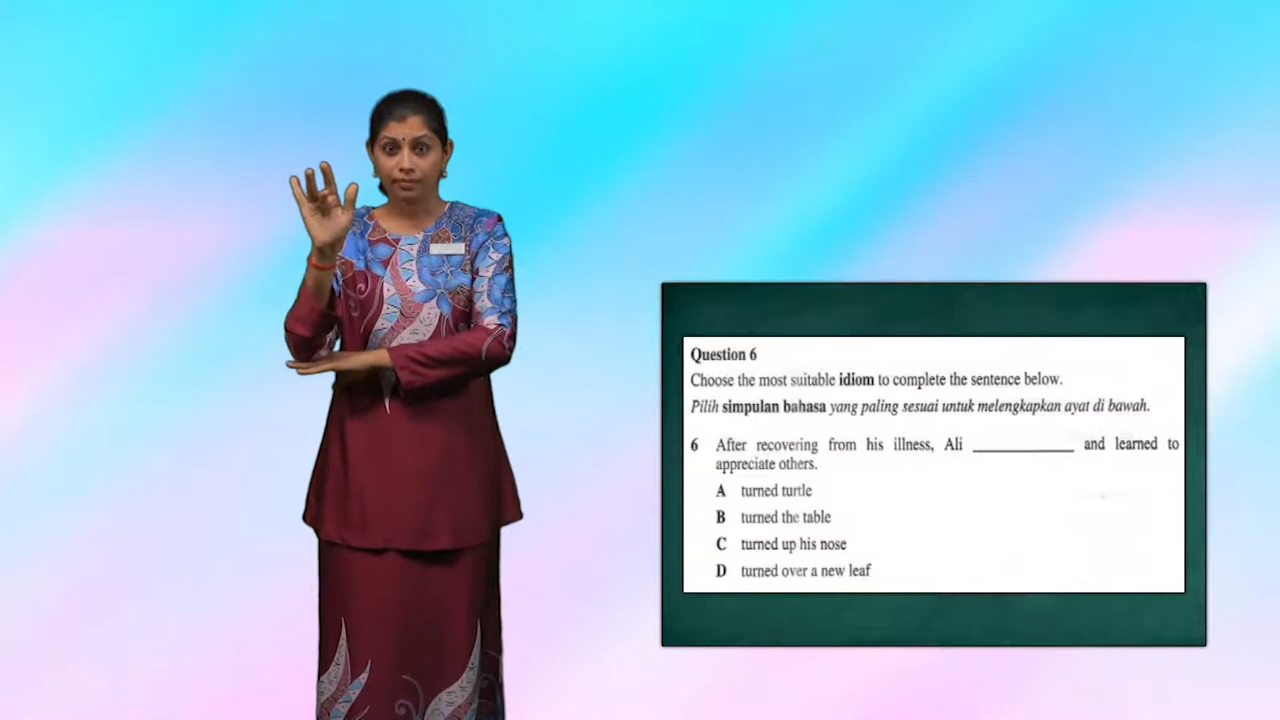 Question 6
Choose the most suitable idiom to complete the sentence below.
Pilih simpulan bahasa yang paling sesuai untuk melengkapkan ayat di bawah.
6 After recovering from his illness, Ali ____________ and learned to
appreciate others.
A turned turtle
B turned the table
C turned up his nose
D turned over a new leaf